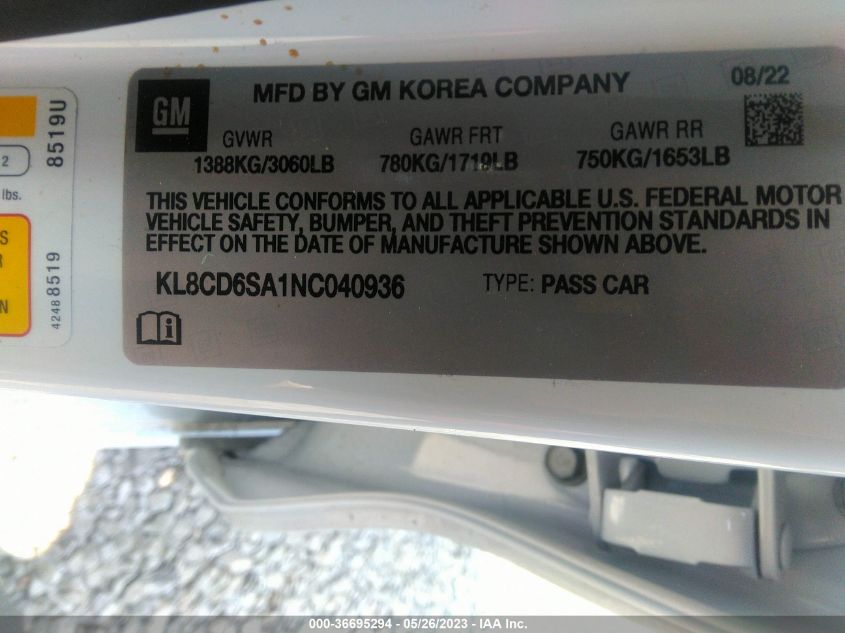 GM
MFD BY GM KOREA COMPANY
08/22
GVWR GAWR FRT GAWR RR
1388KG/3060LB 780KG/1719LB 750KG/1653LB
THIS VEHICLE CONFORMS TO ALL APPLICABLE U.S. FEDERAL MOTOR
VEHICLE SAFETY, BUMPER, AND THEFT PREVENTION STANDARDS IN
EFFECT ON THE DATE OF MANUFACTURE SHOWN ABOVE.
KL8CD6SA1NC040936 TYPE: PASS CAR
8519U
2
lbs.
S
R
N
42488519
000-36695294 - 05/26/2023 - IAA Inc.